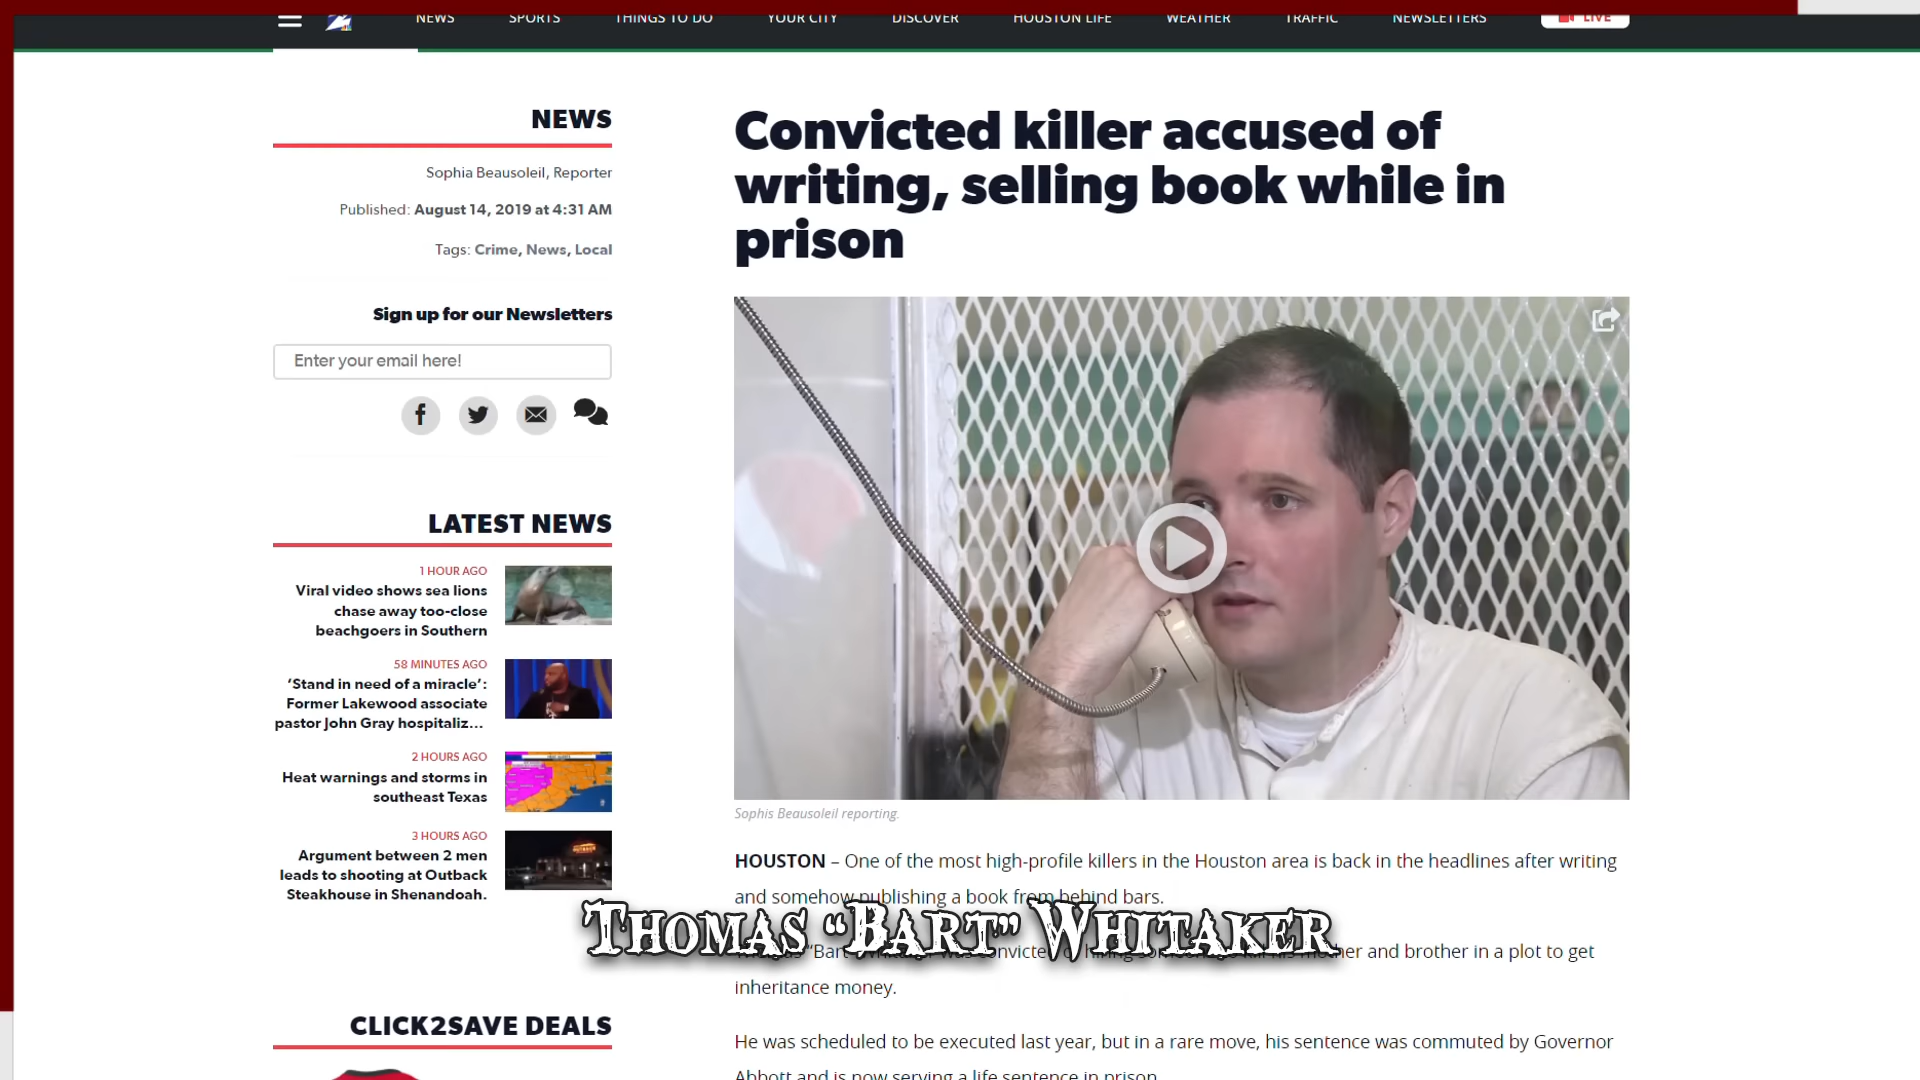 NEWS SPORTS THINGS TO DO YOUR CITY DISCOVER HOUSTON LIFE WEATHER TRAFFIC NEWSLETTERS LIVE
NEWS
Sophia Beausoleil, Reporter
Published: August 14, 2019 at 4:31 AM
Tags: Crime, News, Local
Sign up for our Newsletters
Enter your email here!
LATEST NEWS
1 HOUR AGO
Viral video shows sea lions
chase away too-close
beachgoers in Southern
58 MINUTES AGO
‘Stand in need of a miracle’:
Former Lakewood associate
pastor John Gray hospitaliz...
2 HOURS AGO
Heat warnings and storms in
southeast Texas
3 HOURS AGO
Argument between 2 men
leads to shooting at Outback
Steakhouse in Shenandoah.
CLICK2SAVE DEALS
Convicted killer accused of
writing, selling book while in
prison
Sophis Beausoleil reporting.
HOUSTON – One of the most high-profile killers in the Houston area is back in the headlines after writing
and somehow publishing a book from behind bars.
THOMAS “BART” WHITAKER
mother and brother in a plot to get
inheritance money.
He was scheduled to be executed last year, but in a rare move, his sentence was commuted by Governor
Abbott and is now serving a life sentence in prison.